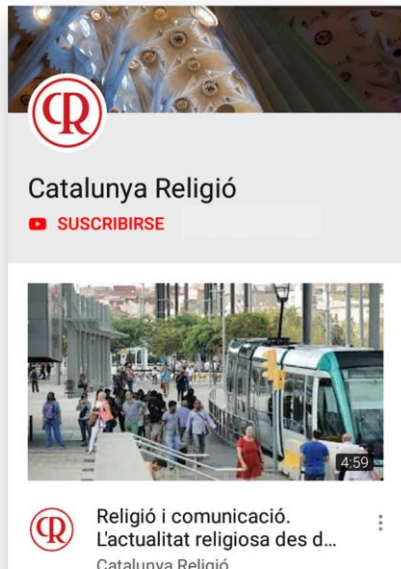 CR
Catalunya Religió
SUSCRIBIRSE
4:59
CR
Religió i comunicació.
L'actualitat religiosa des d...
Catalunya Religió